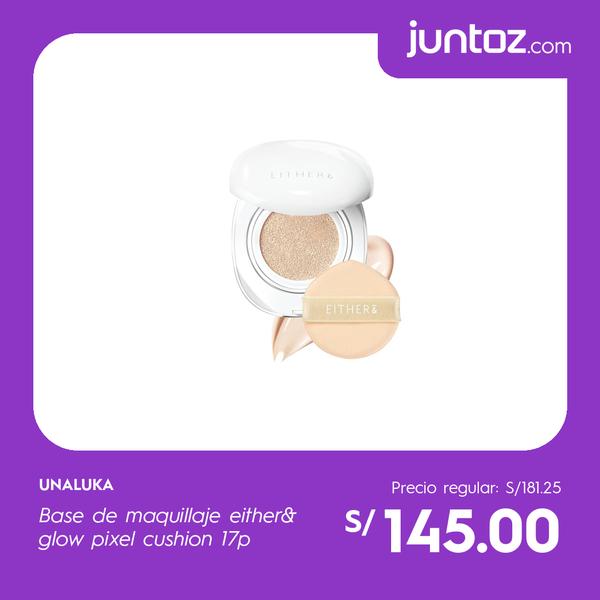 juntoz.com
EITHER&
EITHER&
UNALUKA
Base de maquillaje either&
glow pixel cushion 17p
Precio regular: S/181.25
S/145.00